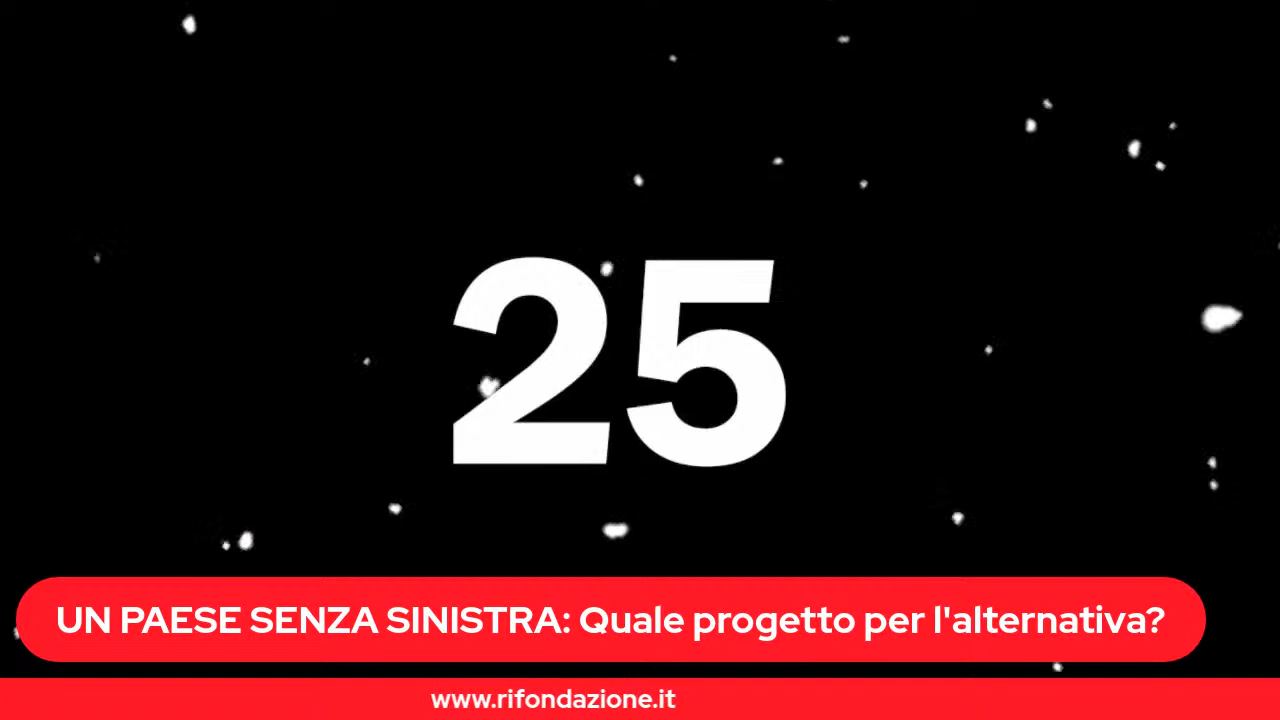 25
UN PAESE SENZA SINISTRA: Quale progetto per l'alternativa?
www.rifondazione.it